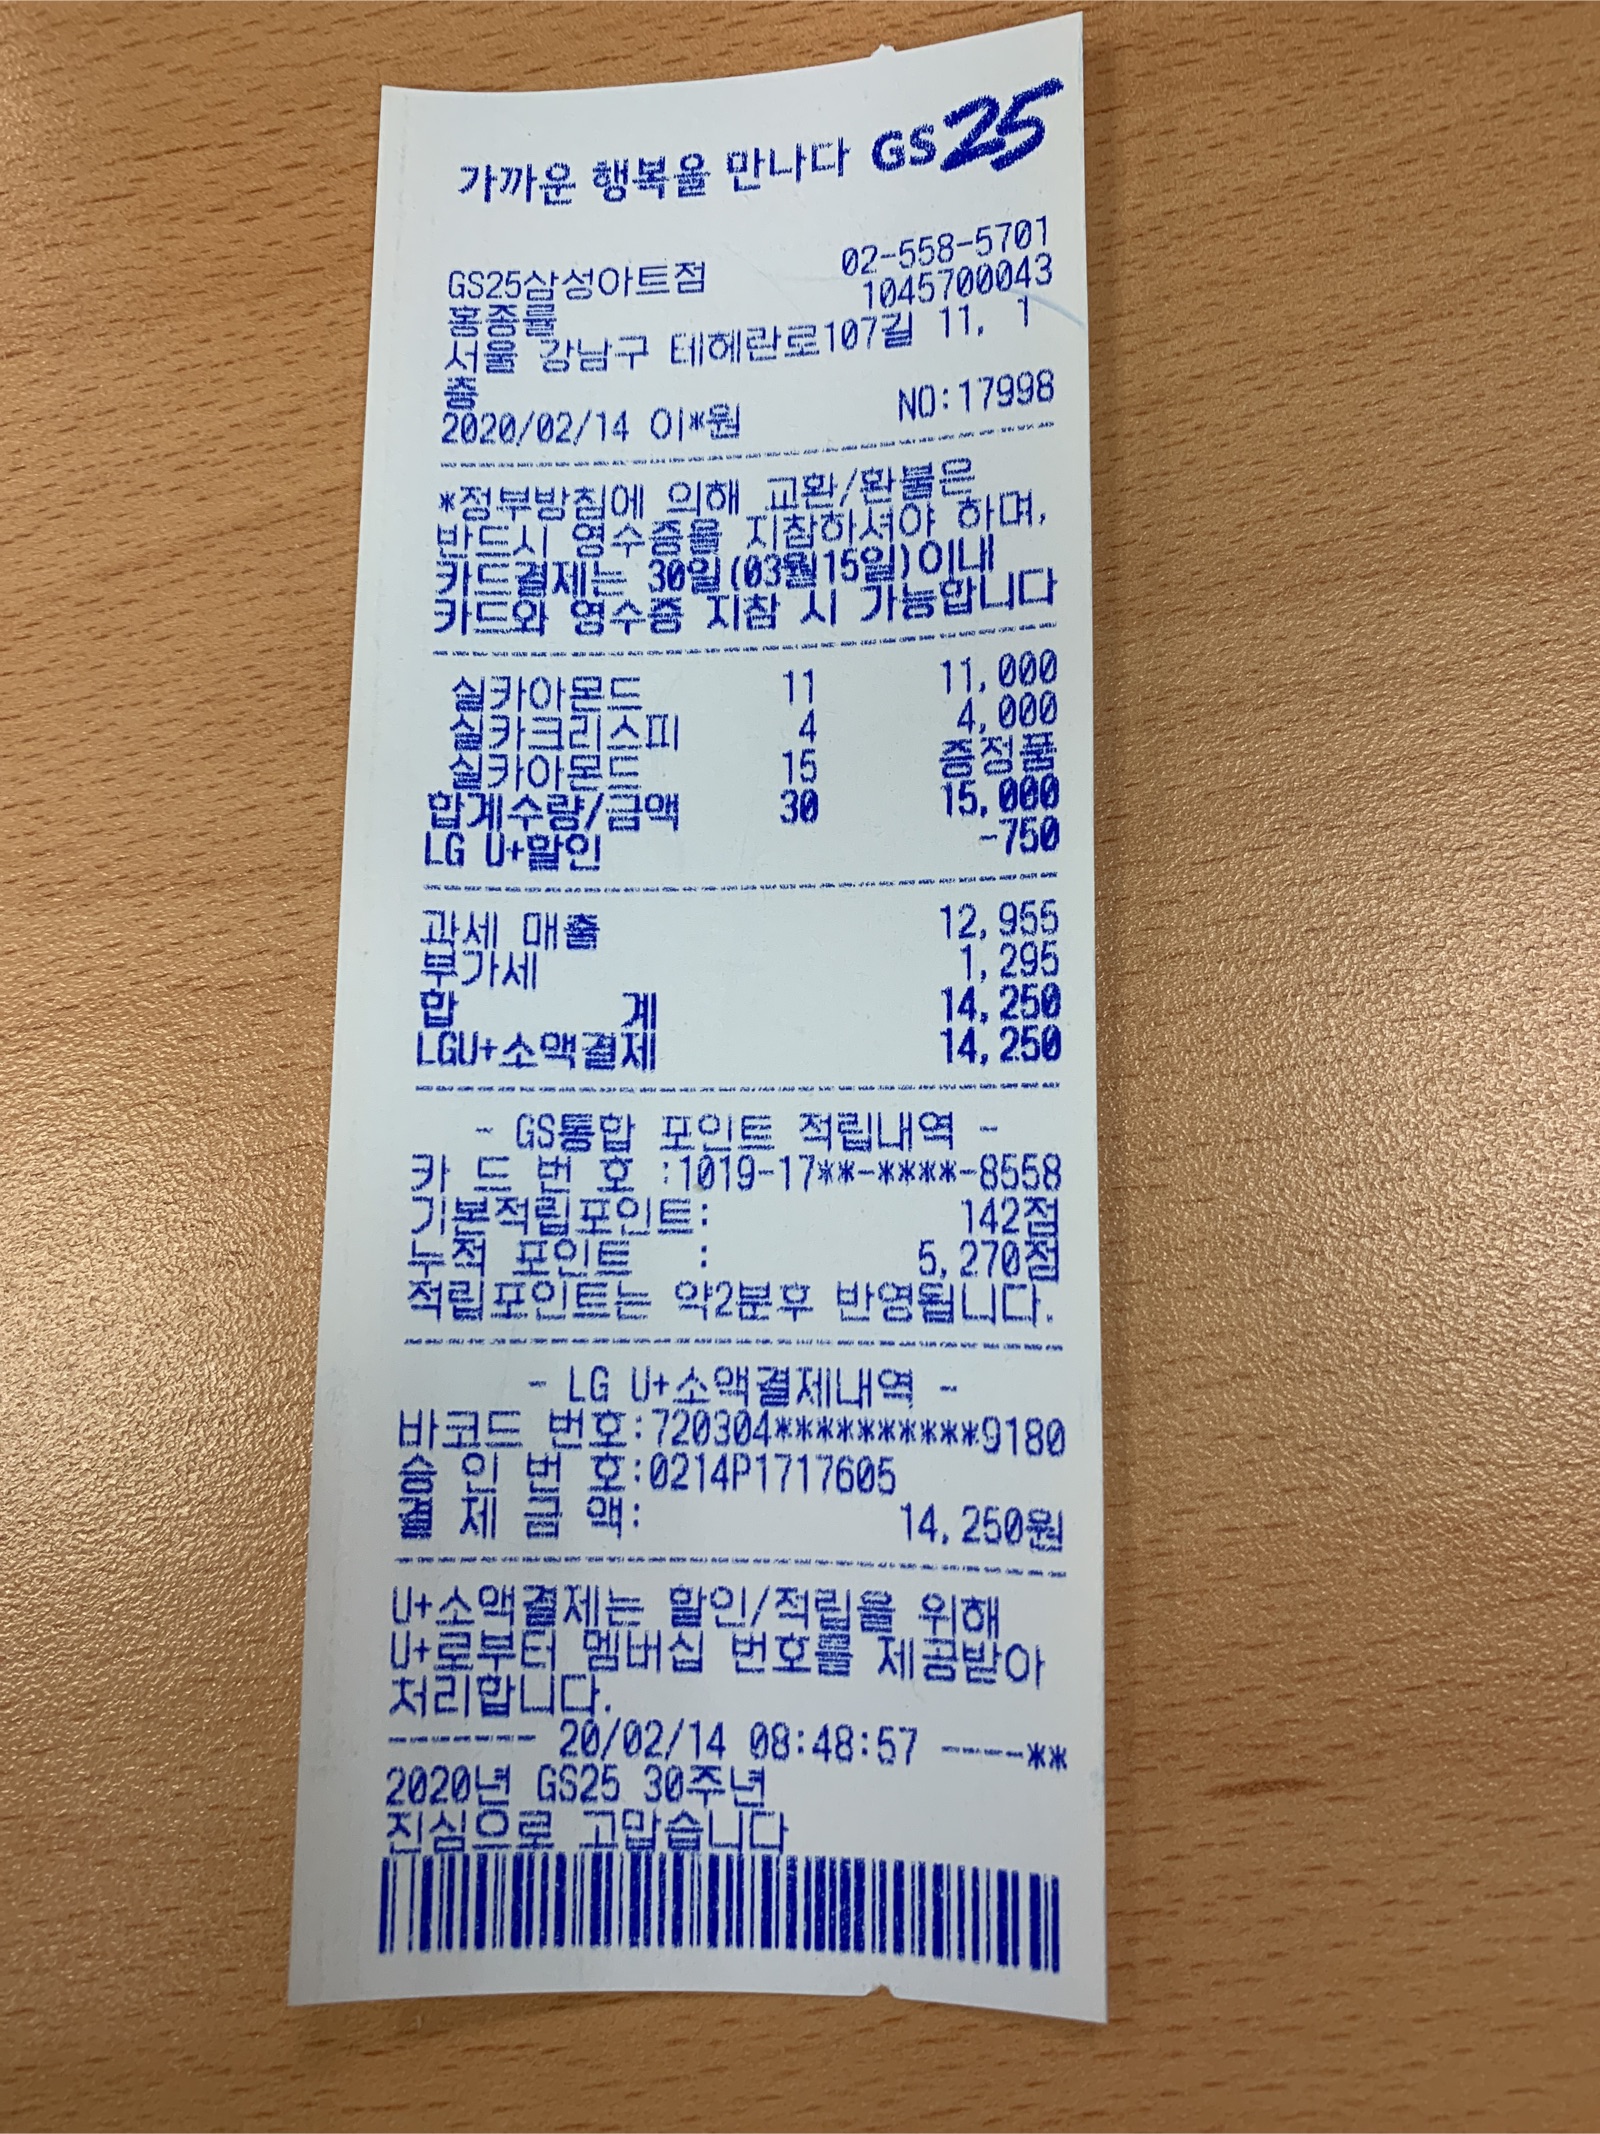 가까운 행복을 만나다 GS25
GS25삼성아트점 02-558-5701
홍종률 1045700043
서울 강남구 테헤란로107길 11, 1
층
2020/02/14 이*원 NO:17998
*정부방침에 의해 교환/환불은
반드시 영수증을 지참하셔야 하며,
카드결제는 30일(03월15일)이내
카드와 영수증 지참 시 가능합니다
실카아몬드 11 11,000
실카크리스피 4 4,000
실카아몬드 15 증정품
합계수량/금액 30 15,000
LG U+할인 -750
과세 매출 12,955
부가세 1,295
합 계 14,250
LGU+소액결제 14,250
- GS통합 포인트 적립내역 -
카 드 번 호 :1019-17**-****-8558
기본적립포인트: 142점
누적 포인트 : 5,270점
적립포인트는 약2분후 반영됩니다.
- LG U+소액결제내역 -
바코드 번호:720304**********9180
승 인 번 호:0214P1717605
결 제 금 액: 14,250원
U+소액결제는 할인/적립을 위해
U+로부터 멤버십 번호를 제공받아
처리합니다.
------- 20/02/14 08:48:57 ----**
2020년 GS25 30주년
진심으로 고맙습니다